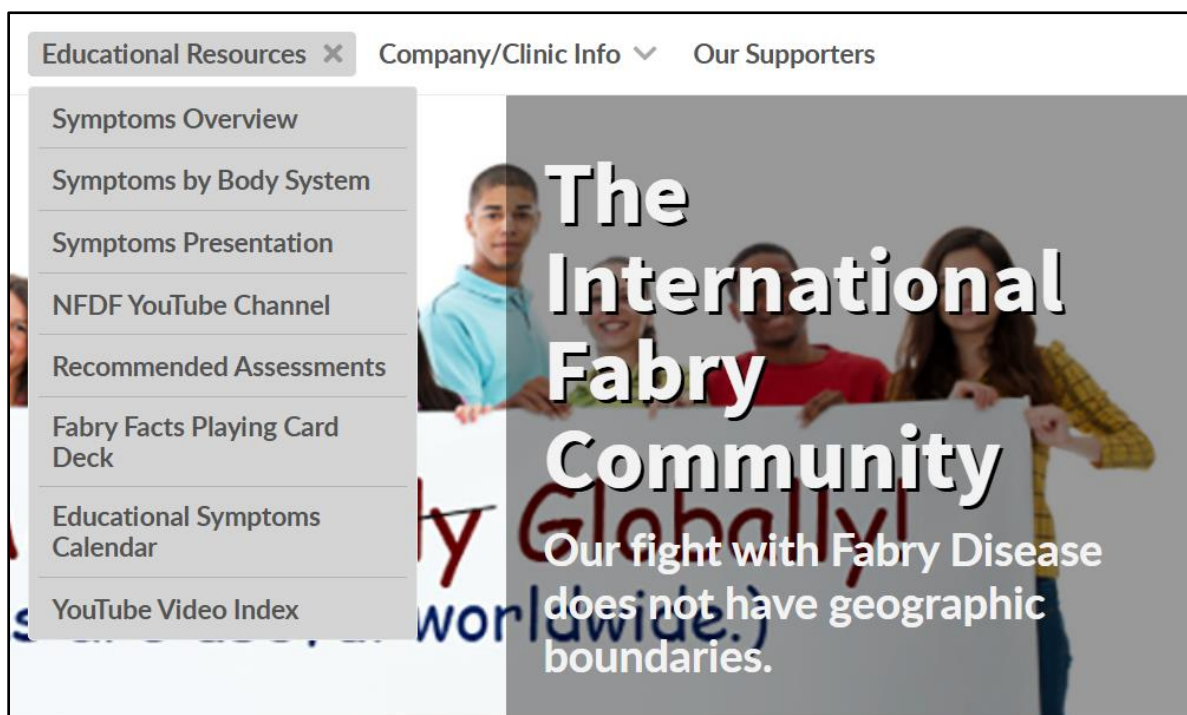 Educational Resources
Company/Clinic Info
Our Supporters
Symptoms Overview
Symptoms by Body System
Symptoms Presentation
NFDF YouTube Channel
Recommended Assessments
Fabry Facts Playing Card
Deck
Educational Symptoms
Calendar
YouTube Video Index
The
International
Fabry
Community
Our fight with Fabry Disease
does not have geographic
boundaries.
Globally!
worldwide.)